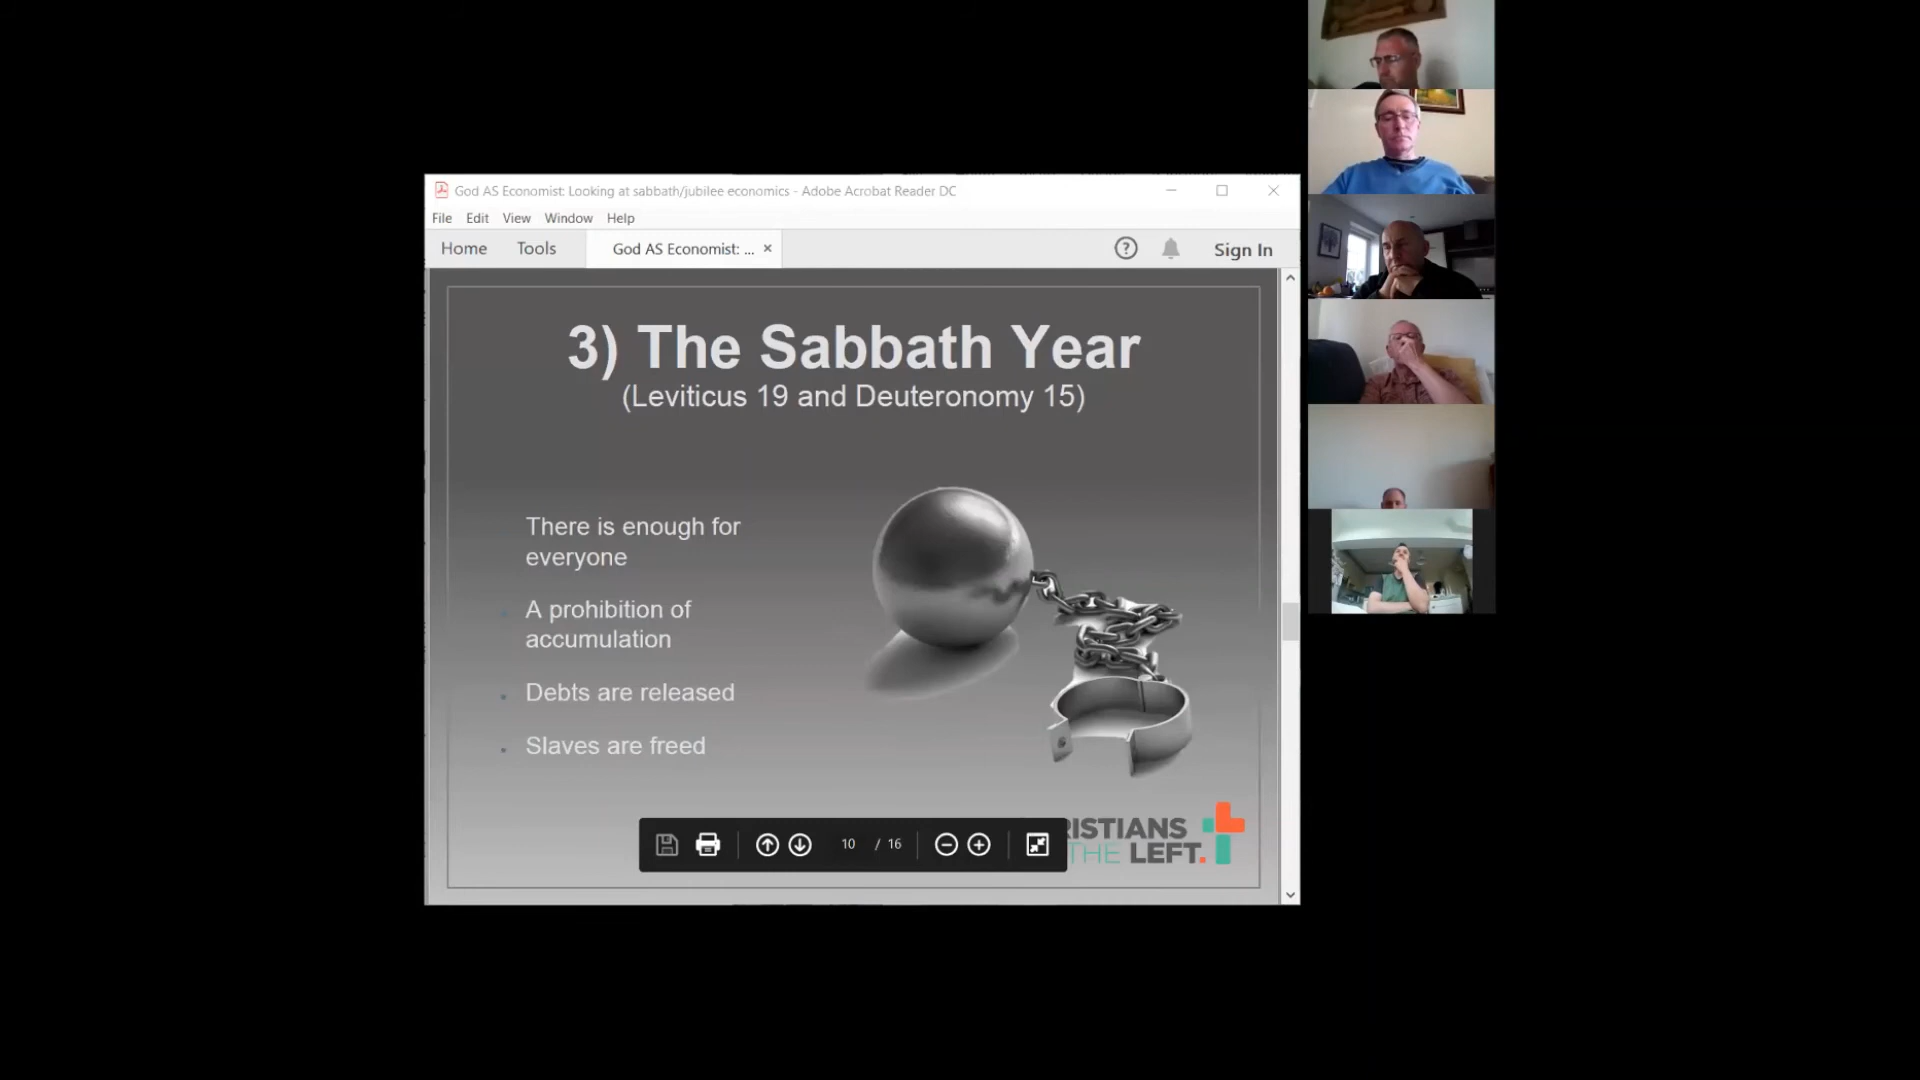 God AS Economist: Looking at sabbath/jubilee economics - Adobe Acrobat Reader DC
File Edit View Window Help
Home Tools God AS Economist: ... Sign In
3) The Sabbath Year
(Leviticus 19 and Deuteronomy 15)
There is enough for
everyone
A prohibition of
accumulation
Debts are released
Slaves are freed
10 / 16
RISTIANS
THE LEFT.